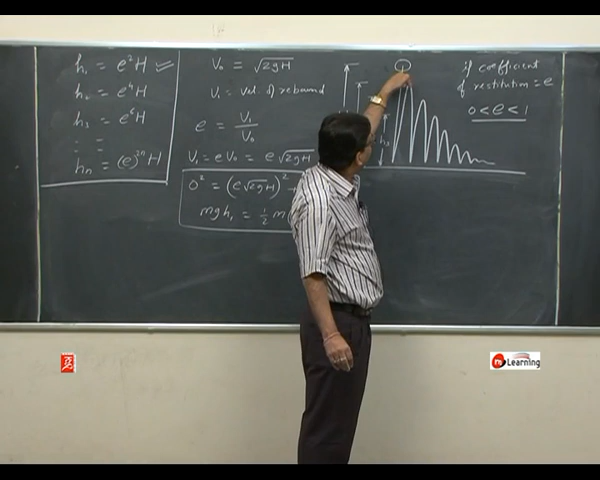 h₁ = e²H ✓
h₂ = e⁴H
h₃ = e⁶H
: :
hₙ = (e)²ⁿ H
V₀ = √2gH
V₁ = vel. of rebound
e = V₁/V₀
V₁ = eV₀ = e√2gH
0² = (e√2gH)² -
mgh₁ = ½ m
h₃
if coefficient
of restitution = e
0 < e < 1
Learning